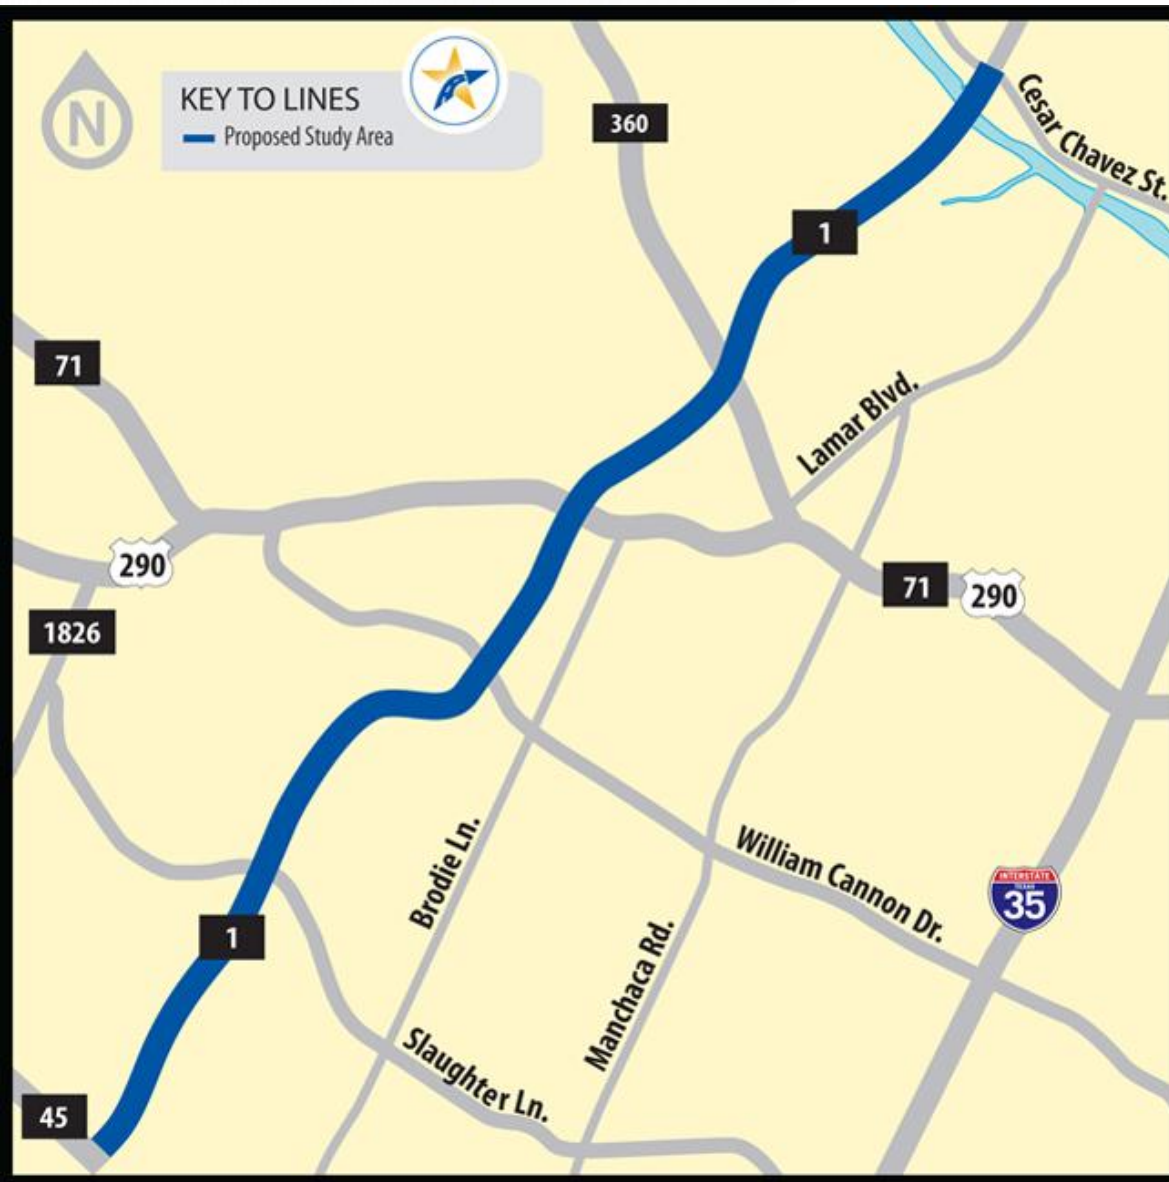 N
KEY TO LINES
Proposed Study Area
360
Cesar Chavez St.
1
71
Lamar Blvd.
290
71
290
1826
William Cannon Dr.
Brodie Ln.
INTERSTATE
TEXAS
35
1
Manchaca Rd.
Slaughter Ln.
45